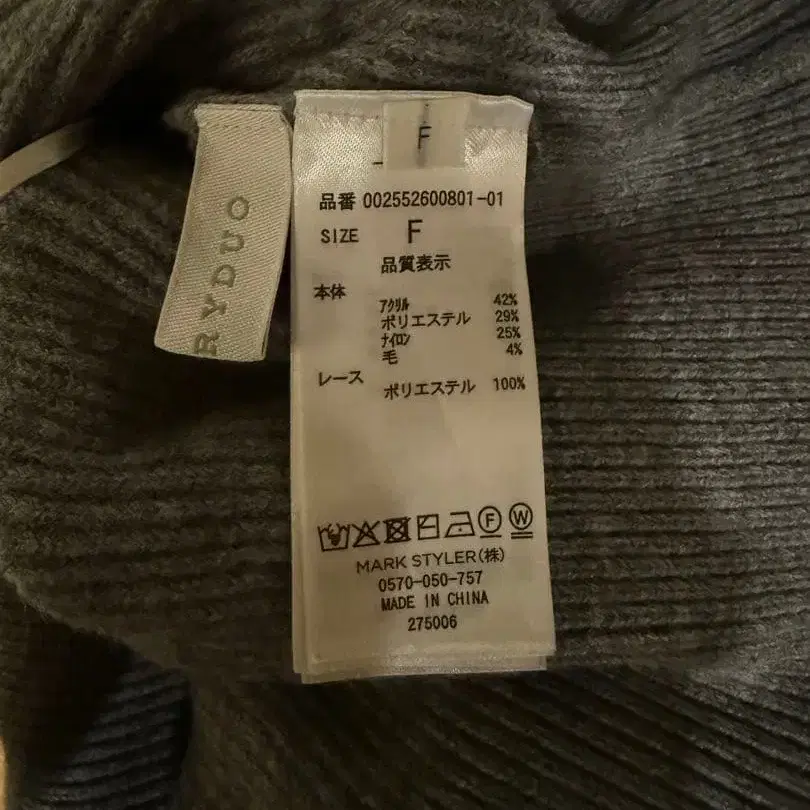 RYDUO
F
品番 002552600801-01
SIZE F
品質表示
本体
アクリル 42%
ポリエステル 29%
ナイロン 25%
毛 4%
レース
ポリエステル 100%
F W
MARK STYLER(株)
0570-050-757
MADE IN CHINA
275006